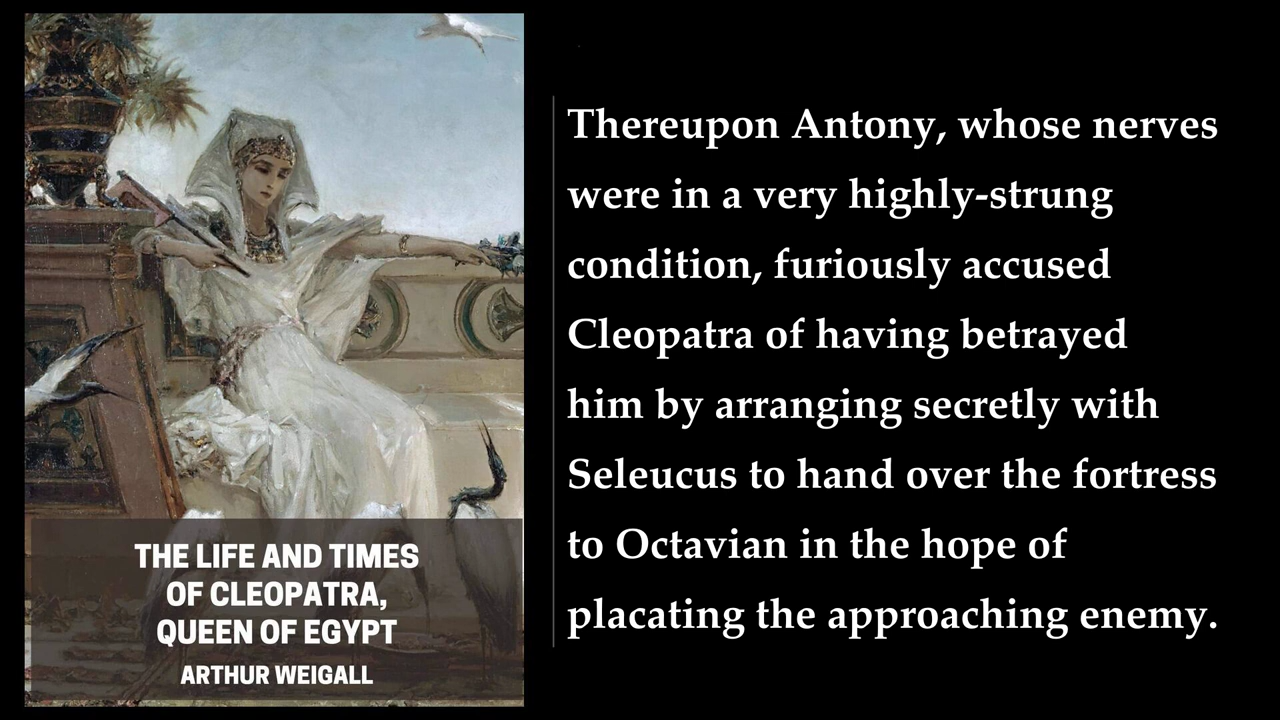 THE LIFE AND TIMES
OF CLEOPATRA,
QUEEN OF EGYPT
ARTHUR WEIGALL
Thereupon Antony, whose nerves
were in a very highly-strung
condition, furiously accused
Cleopatra of having betrayed
him by arranging secretly with
Seleucus to hand over the fortress
to Octavian in the hope of
placating the approaching enemy.